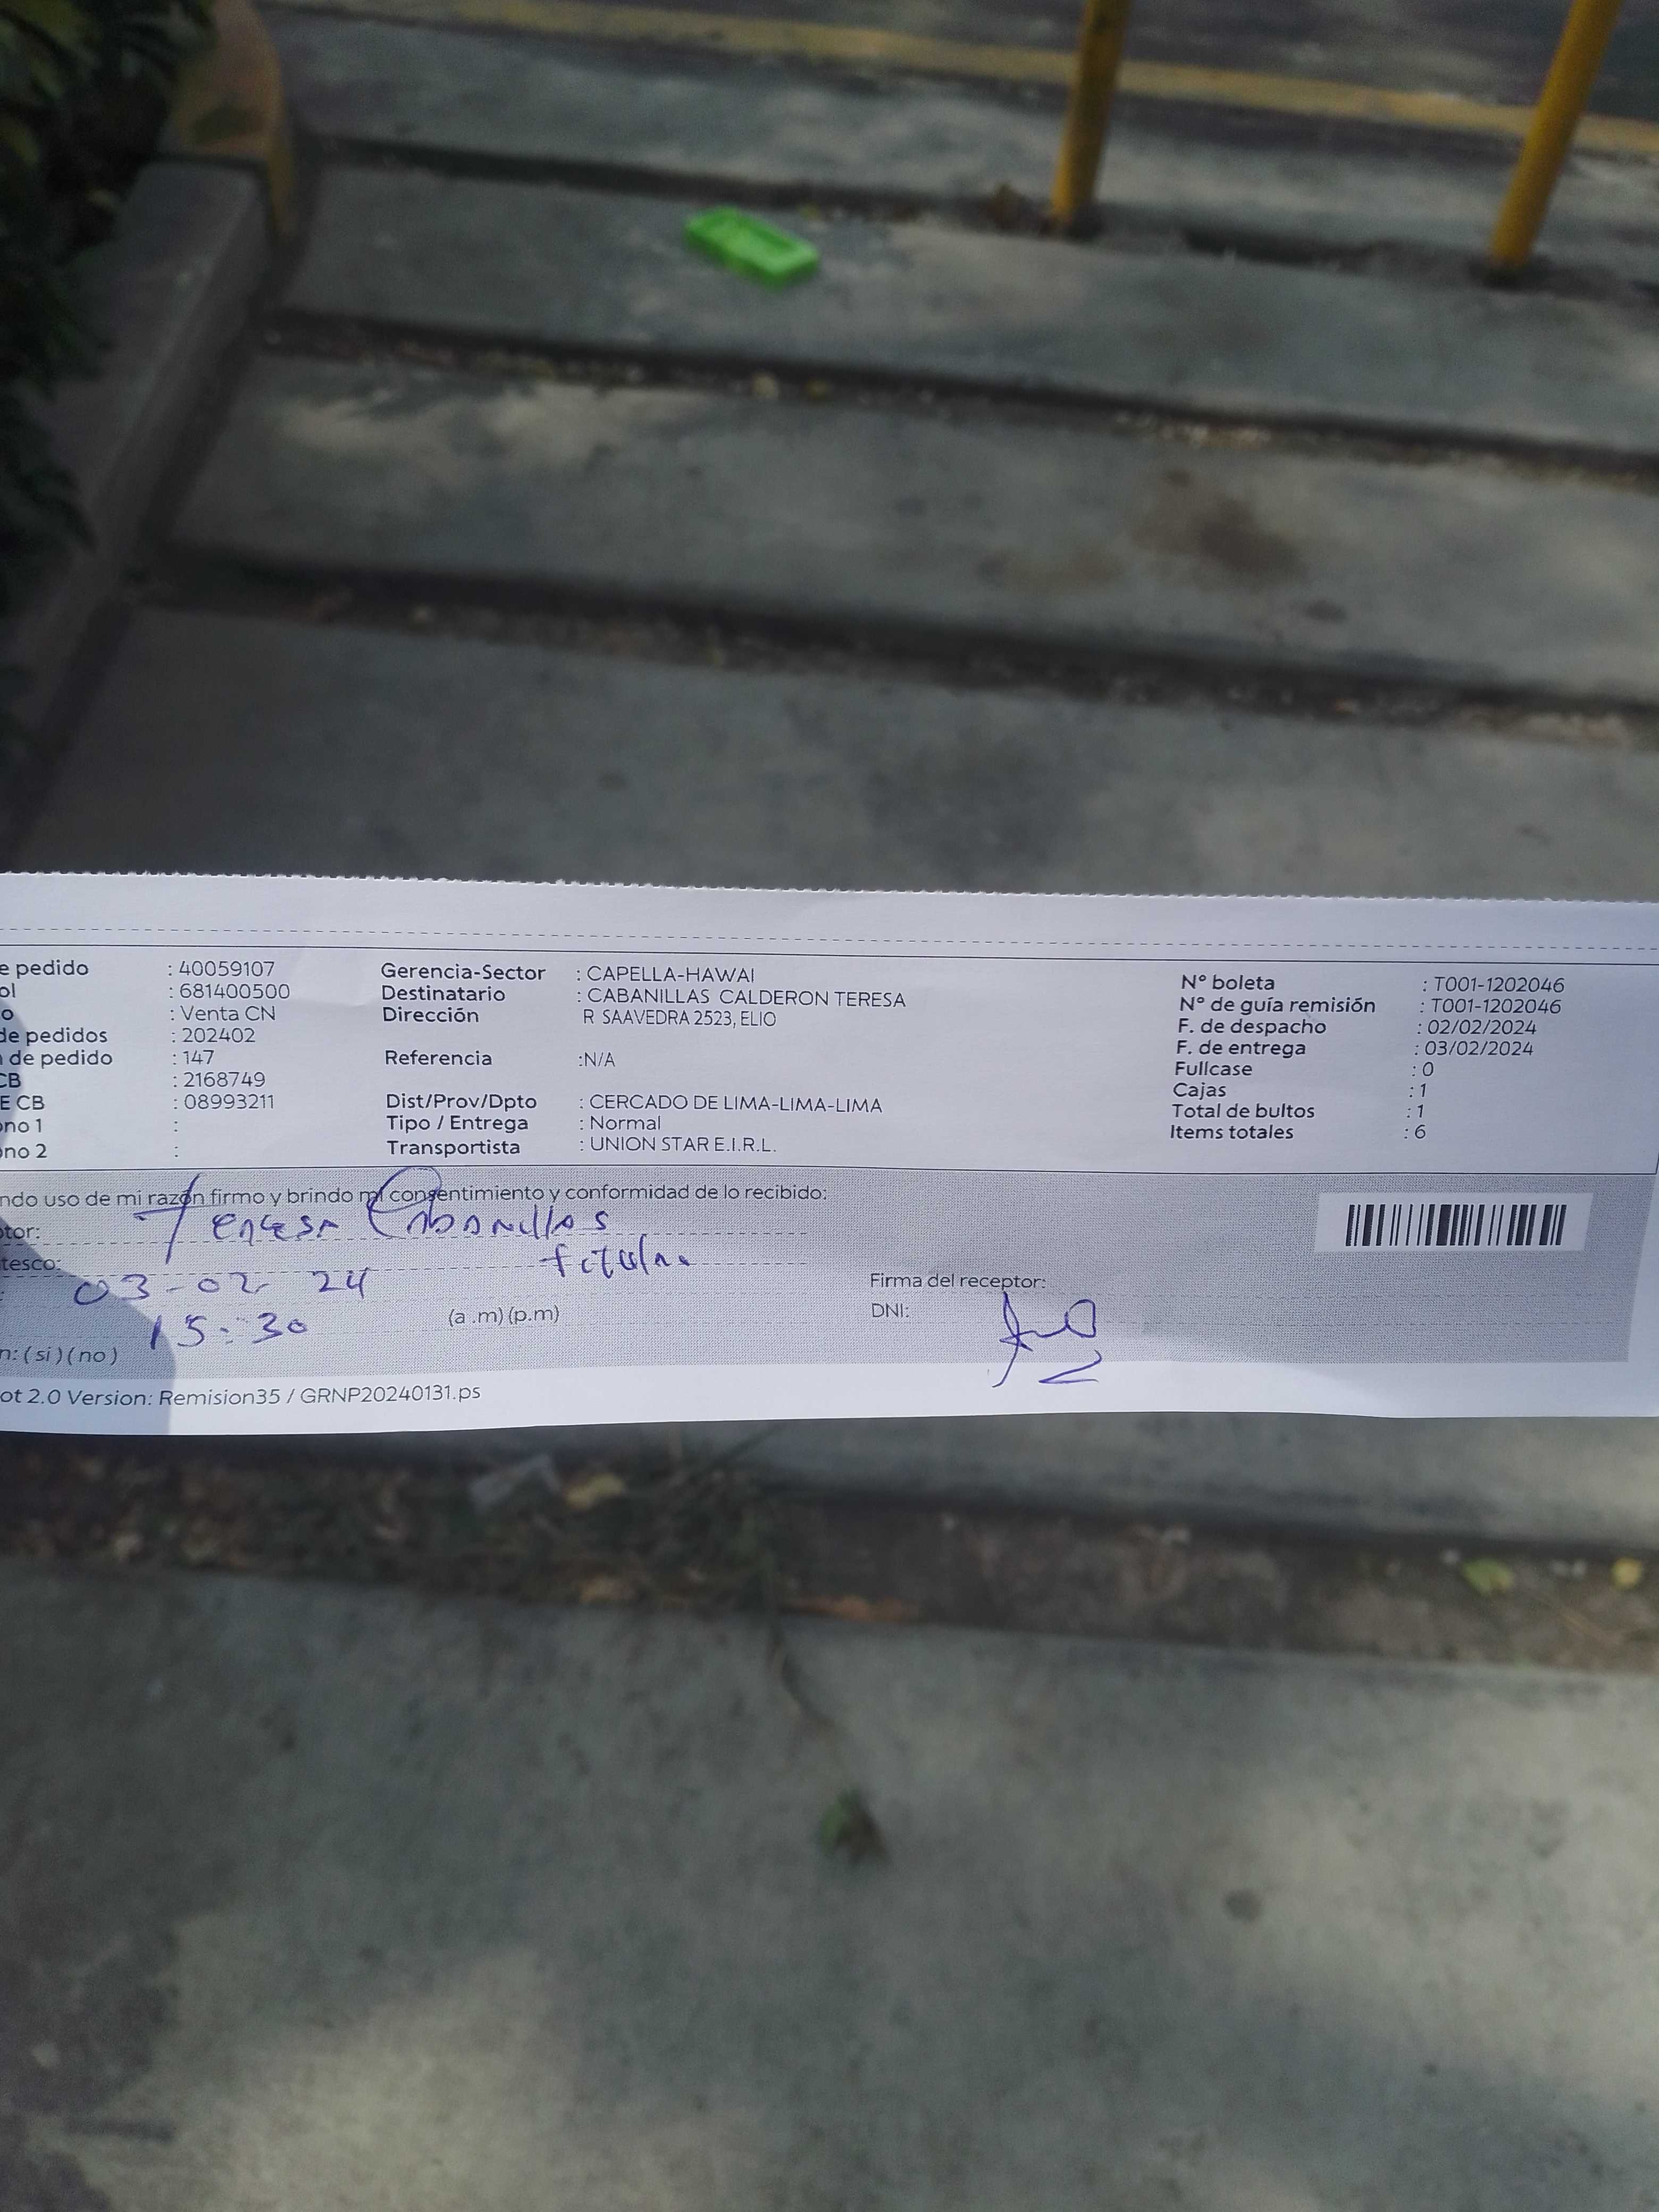 e pedido : 40059107 Gerencia-Sector : CAPELLA-HAWAI Nº boleta : T001-1202046
ol : 681400500 Destinatario : CABANILLAS CALDERON TERESA Nº de guía remisión : T001-1202046
o : Venta CN Dirección R SAAVEDRA 2523, ELIO F. de despacho : 02/02/2024
de pedidos : 202402 F. de entrega : 03/02/2024
de pedido : 147 Referencia :N/A Fullcase : 0
CB : 2168749 Cajas : 1
E CB : 08993211 Dist/Prov/Dpto : CERCADO DE LIMA-LIMA-LIMA Total de bultos : 1
ono 1 : Tipo / Entrega : Normal Items totales : 6
ono 2 : Transportista : UNION STAR E.I.R.L.
ndo uso de mi razón firmo y brindo mi consentimiento y conformidad de lo recibido:
tor: Teresa Cabanillas
tesco: titular
: 03-02 24 Firma del receptor:
15:30 (a .m) (p.m) DNI:
n: ( si ) ( no )
ot 2.0 Version: Remision35 / GRNP20240131.ps